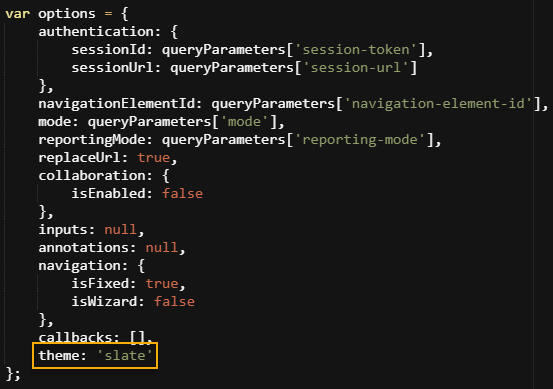 var options = {
    authentication: {
        sessionId: queryParameters['session-token'],
        sessionUrl: queryParameters['session-url']
    },
    navigationElementId: queryParameters['navigation-element-id'],
    mode: queryParameters['mode'],
    reportingMode: queryParameters['reporting-mode'],
    replaceUrl: true,
    collaboration: {
        isEnabled: false
    },
    inputs: null,
    annotations: null,
    navigation: {
        isFixed: true,
        isWizard: false
    },
    callbacks: [],
    theme: 'slate'
};